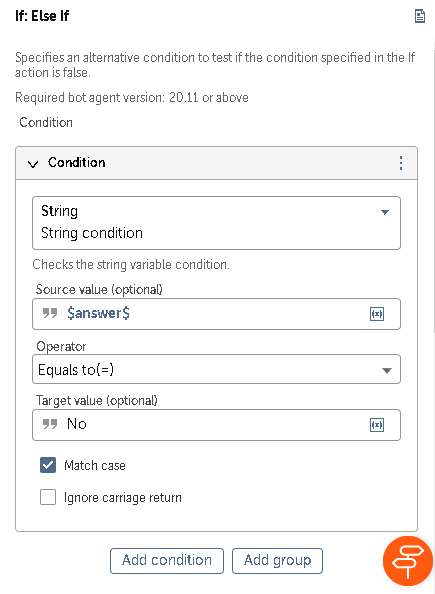 If: Else If
Specifies an alternative condition to test if the condition specified in the If
action is false.
Required bot agent version: 20.11 or above
Condition
Condition
String
String condition
Checks the string variable condition.
Source value (optional)
$answer$
(x)
Operator
Equals to(=)
Target value (optional)
No
(x)
Match case
Ignore carriage return
Add condition
Add group